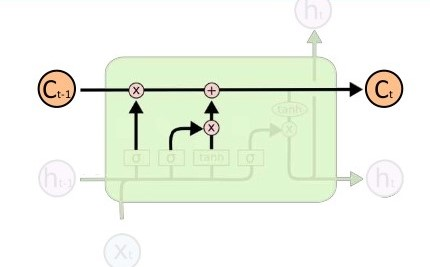 hₜ
Cₜ₋₁ x + Cₜ
tanh
x x
σ σ tanh σ
hₜ₋₁ hₜ
Xₜ